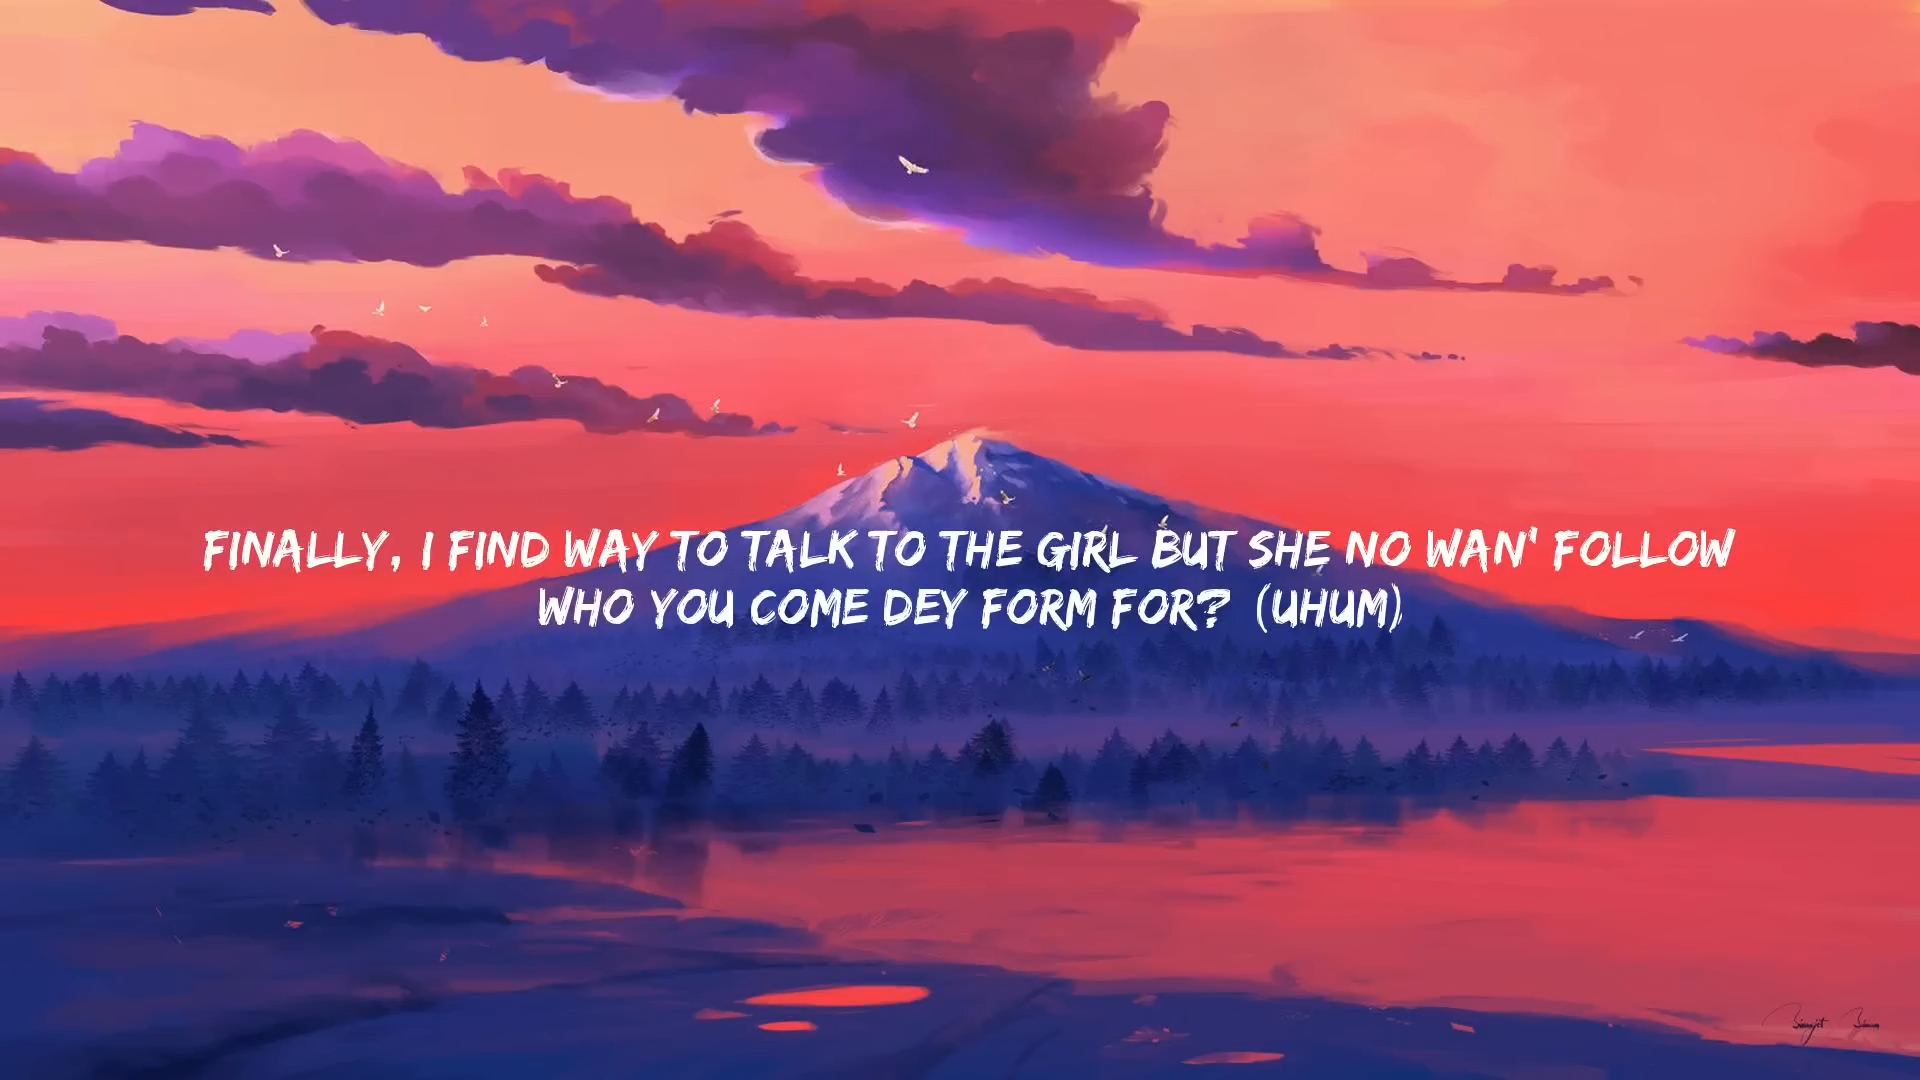 FINALLY, I FIND WAY TO TALK TO THE GIRL BUT SHE NO WAN' FOLLOW
WHO YOU COME DEY FORM FOR? (UHUM)